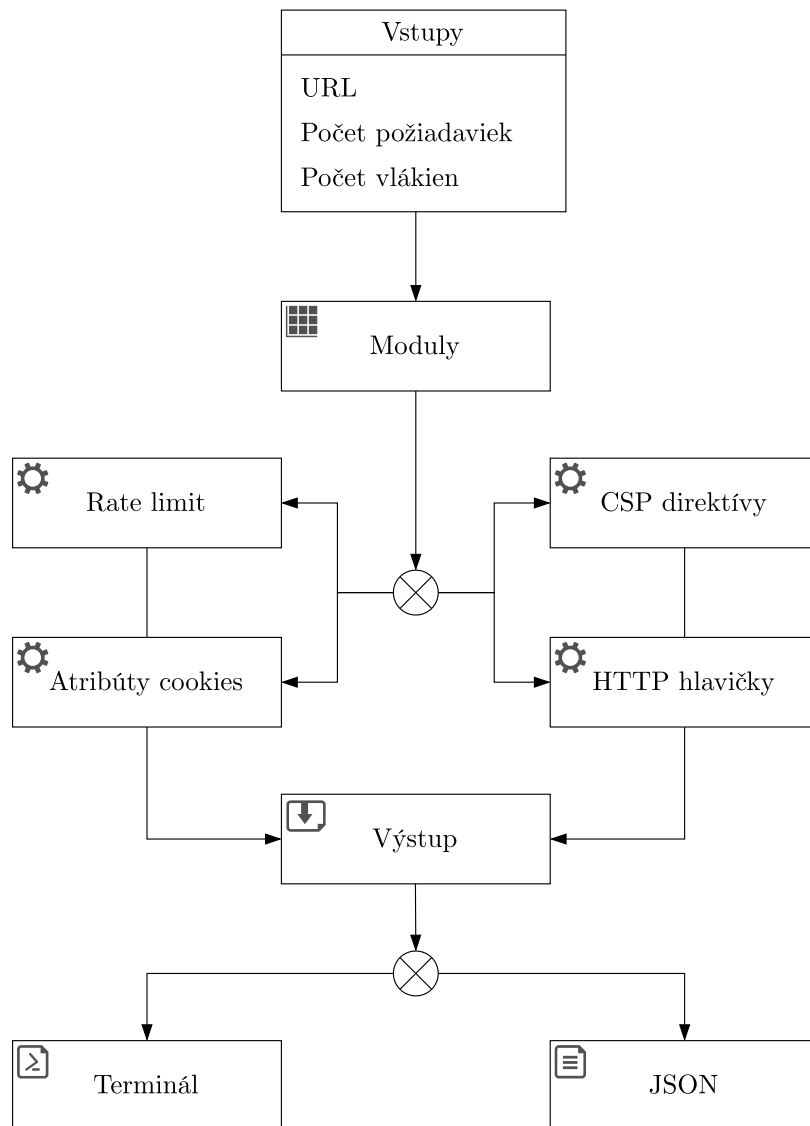 Vstupy
URL
Počet požiadaviek
Počet vlákien
Moduly
Rate limit
CSP direktívy
Atribúty cookies
HTTP hlavičky
Výstup
Terminál
JSON